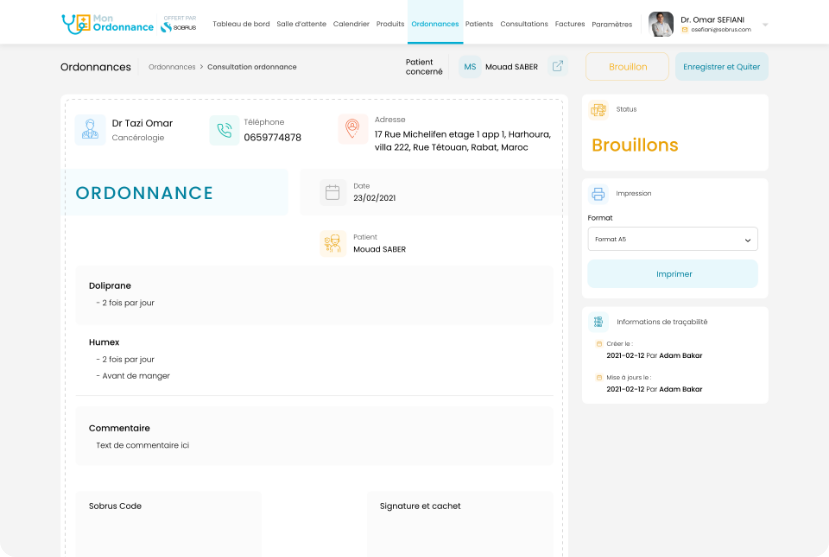 Mon
Ordonnance
OFFERT PAR
SOBRUS
Tableau de bord Salle d'attente Calendrier Produits Ordonnances Patients Consultations Factures Paramètres
Dr. Omar SEFIANI
osefiani@sobrus.com
Ordonnances
Ordonnances > Consultation ordonnance
Patient
concerné
MS Mouad SABER
Brouillon
Enregistrer et Quiter
Dr Tazi Omar
Cancérologie
Téléphone
0659774878
Adresse
17 Rue Michelifen etage 1 app 1, Harhoura,
villa 222, Rue Tétouan, Rabat, Maroc
ORDONNANCE
Date
23/02/2021
Patient
Mouad SABER
Doliprane
- 2 fois par jour
Humex
- 2 fois par jour
- Avant de manger
Commentaire
Text de commentaire ici
Sobrus Code
Signature et cachet
Status
Brouillons
Impression
Format
Format A5
Imprimer
Informations de traçabilité
Créer le :
2021-02-12 Par Adam Bakar
Mise à jours le :
2021-02-12 Par Adam Bakar